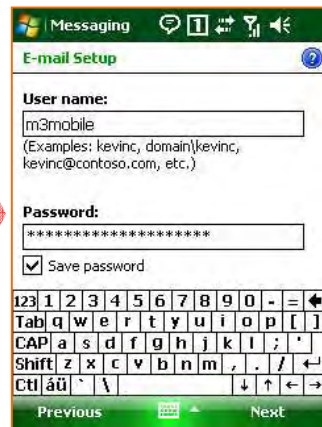 Messaging 1
E-mail Setup ?
User name:
m3mobile
(Examples: kevinc, domain\kevinc,
kevinc@contoso.com, etc.)
Password:
********************
Save password
123 1 2 3 4 5 6 7 8 9 0 - =
Tab q w e r t y u i o p [ ]
CAP a s d f g h j k l ; '
Shift z x c v b n m , . /
Ctl áü ` \
Previous Next